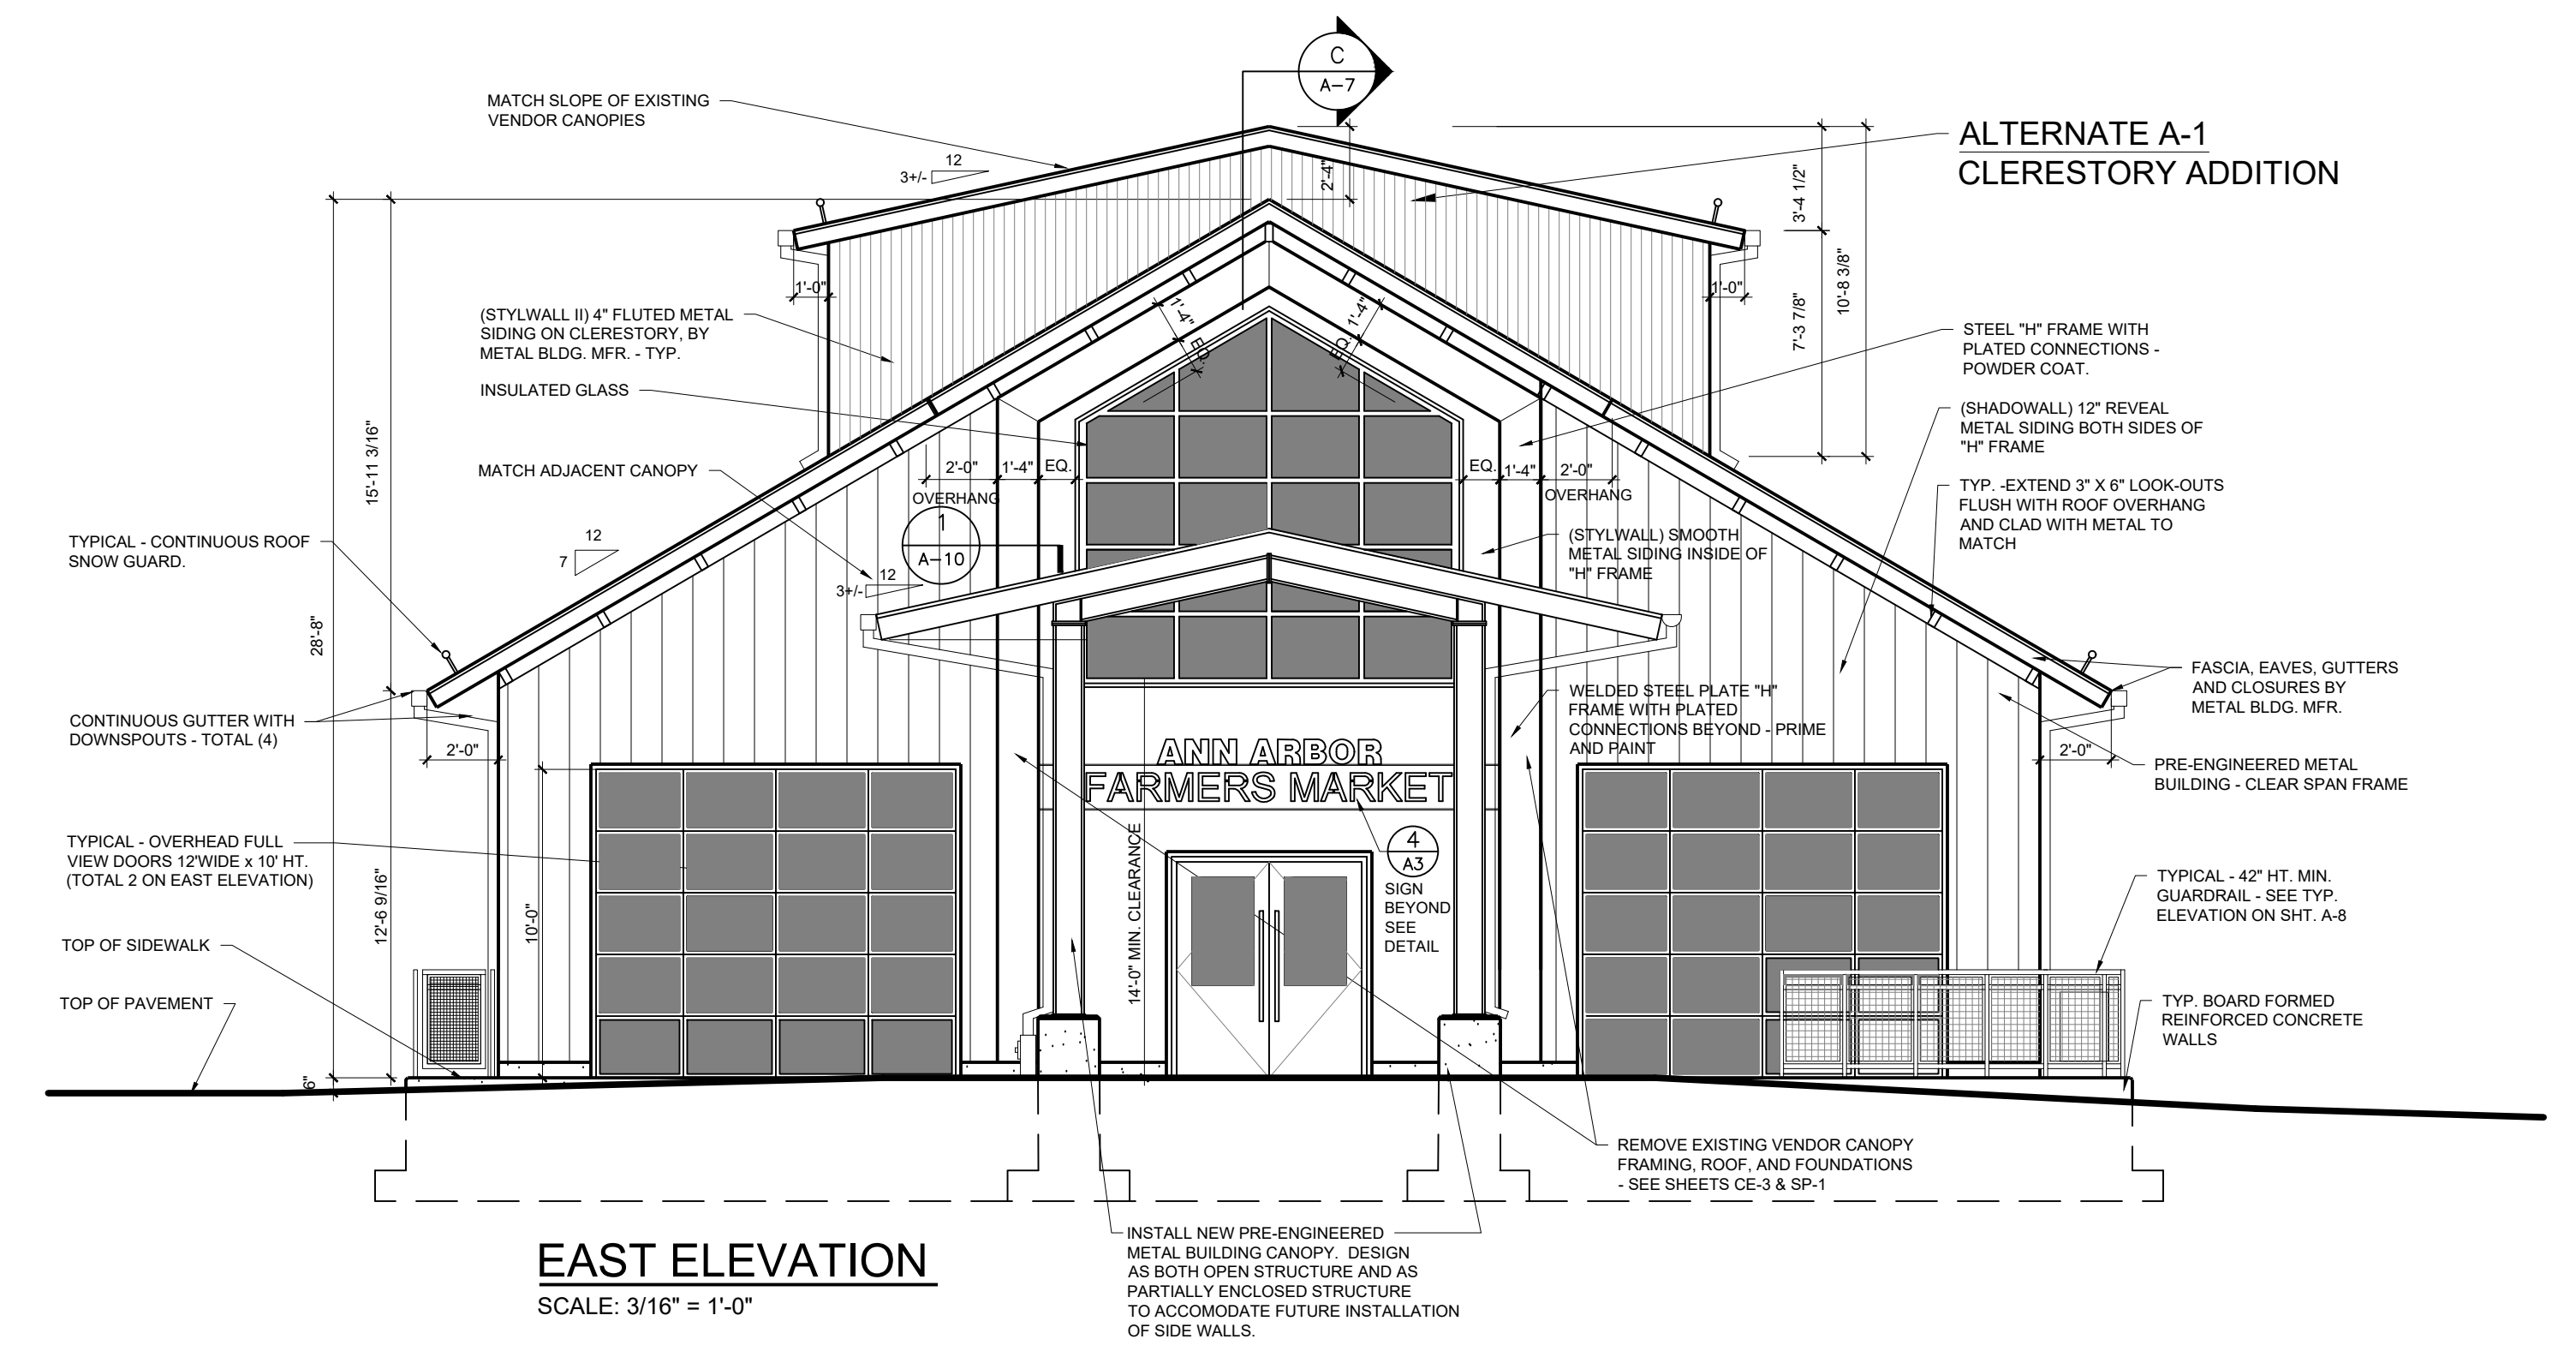 C
A-7
MATCH SLOPE OF EXISTING
VENDOR CANOPIES
ALTERNATE A-1
CLERESTORY ADDITION
12
3+/-
2'-4"
3'-4 1/2"
10'-8 3/8"
7'-3 7/8"
1'-0"
1'-0"
(STYLWALL II) 4" FLUTED METAL
SIDING ON CLERESTORY, BY
METAL BLDG. MFR. - TYP.
1'-4"
EQ.
1'-4"
EQ.
STEEL "H" FRAME WITH
PLATED CONNECTIONS -
POWDER COAT.
INSULATED GLASS
(SHADOWALL) 12" REVEAL
METAL SIDING BOTH SIDES OF
"H" FRAME
MATCH ADJACENT CANOPY
2'-0"
1'-4"
EQ.
OVERHANG
EQ.
1'-4"
2'-0"
OVERHANG
15'-11 3/16"
TYP. -EXTEND 3" X 6" LOOK-OUTS
FLUSH WITH ROOF OVERHANG
AND CLAD WITH METAL TO
MATCH
1
A-10
TYPICAL - CONTINUOUS ROOF
SNOW GUARD.
12
7
12
3+/-
(STYLWALL) SMOOTH
METAL SIDING INSIDE OF
"H" FRAME
28'-8"
FASCIA, EAVES, GUTTERS
AND CLOSURES BY
METAL BLDG. MFR.
CONTINUOUS GUTTER WITH
DOWNSPOUTS - TOTAL (4)
WELDED STEEL PLATE "H"
FRAME WITH PLATED
CONNECTIONS BEYOND - PRIME
AND PAINT
2'-0"
2'-0"
ANN ARBOR
FARMERS MARKET
PRE-ENGINEERED METAL
BUILDING - CLEAR SPAN FRAME
TYPICAL - OVERHEAD FULL
VIEW DOORS 12'WIDE x 10' HT.
(TOTAL 2 ON EAST ELEVATION)
12'-6 9/16"
10'-0"
14'-0" MIN. CLEARANCE
4
A3
SIGN
BEYOND
SEE
DETAIL
TYPICAL - 42" HT. MIN.
GUARDRAIL - SEE TYP.
ELEVATION ON SHT. A-8
TOP OF SIDEWALK
TOP OF PAVEMENT
6"
TYP. BOARD FORMED
REINFORCED CONCRETE
WALLS
REMOVE EXISTING VENDOR CANOPY
FRAMING, ROOF, AND FOUNDATIONS
- SEE SHEETS CE-3 & SP-1
INSTALL NEW PRE-ENGINEERED
METAL BUILDING CANOPY. DESIGN
AS BOTH OPEN STRUCTURE AND AS
PARTIALLY ENCLOSED STRUCTURE
TO ACCOMODATE FUTURE INSTALLATION
OF SIDE WALLS.
EAST ELEVATION
SCALE: 3/16" = 1'-0"